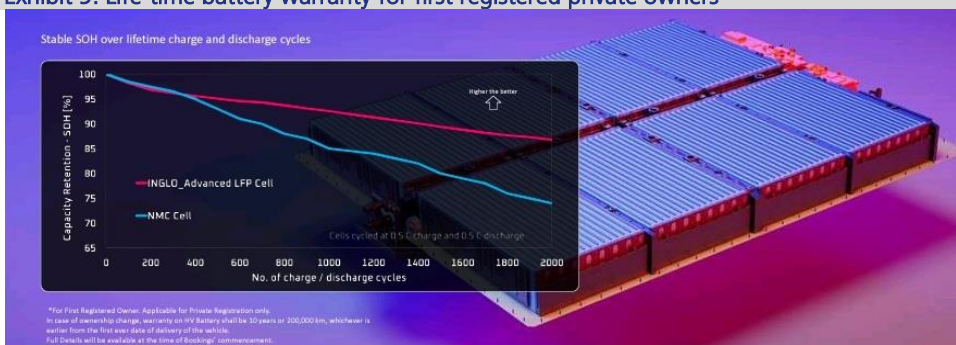 Exhibit 9: Life-time battery warranty for first registered private owners
Stable SOH over lifetime charge and discharge cycles
Capacity Retention - SOH [%]
100
95
90
85
80
75
70
65
Higher the better
INGLO_Advanced LFP Cell
NMC Cell
Cells cycled at 0.5 C charge and 0.5 C discharge
0 200 400 600 800 1000 1200 1400 1600 1800 2000
No. of charge / discharge cycles
*For First Registered Owner. Applicable for Private Registration only.
In case of ownership change, warranty on HV Battery shall be 10 years or 200,000 km, whichever is
earlier from the first ever date of delivery of the vehicle.
Full Details will be available at the time of Bookings' commencement.